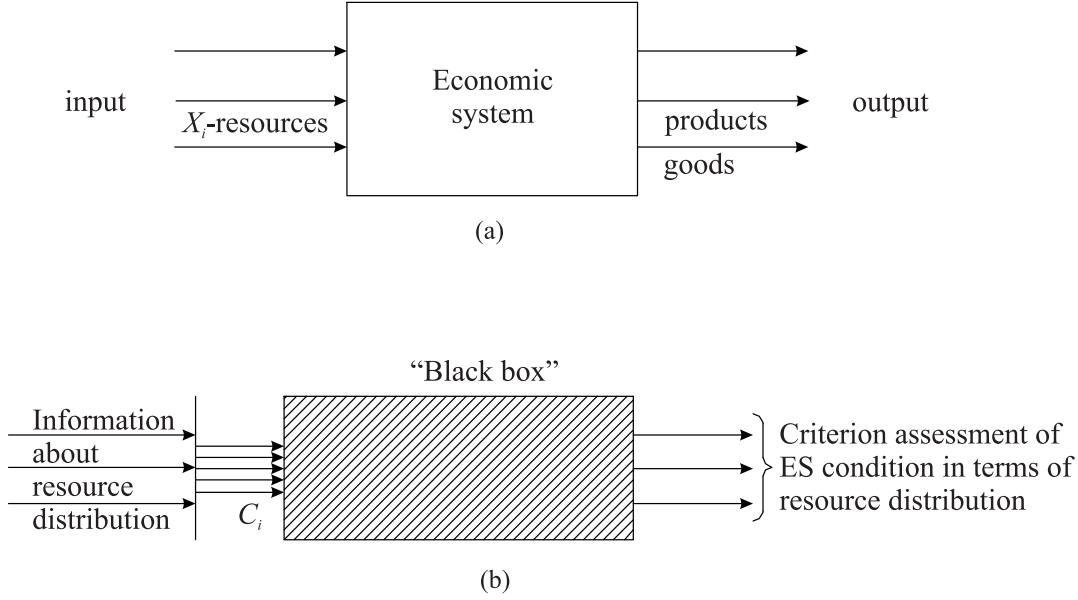 Economic
system
input
output
X_i-resources
products
goods
(a)
“Black box”
Information
about
resource
distribution
C_i
Criterion assessment of
ES condition in terms of
resource distribution
(b)